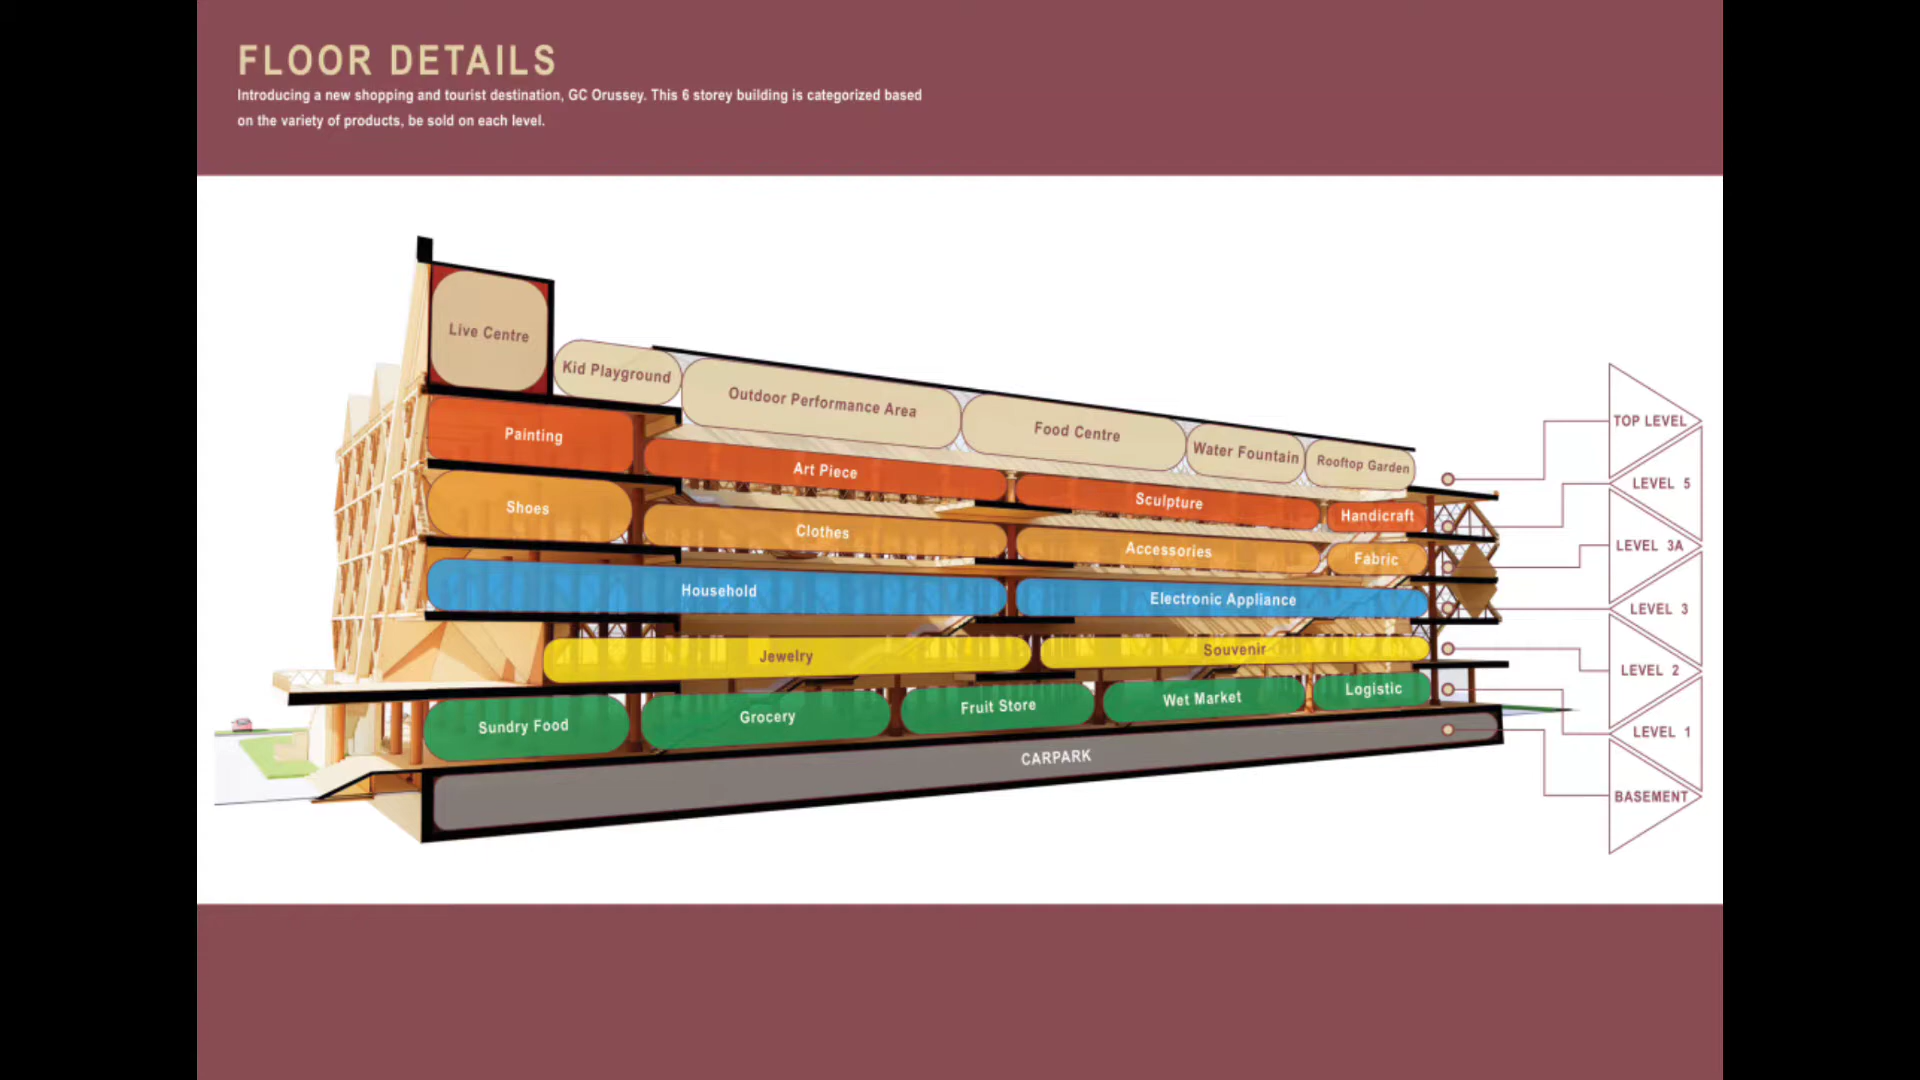 FLOOR DETAILS
Introducing a new shopping and tourist destination, GC Orussey. This 6 storey building is categorized based
on the variety of products, be sold on each level.
Live Centre
Kid Playground
Outdoor Performance Area
Food Centre
Water Fountain
Rooftop Garden
TOP LEVEL
Painting
Art Piece
Sculpture
Handicraft
LEVEL 5
Shoes
Clothes
Accessories
Fabric
LEVEL 3A
Household
Electronic Appliance
LEVEL 3
Jewelry
Souvenir
LEVEL 2
Sundry Food
Grocery
Fruit Store
Wet Market
Logistic
LEVEL 1
CARPARK
BASEMENT